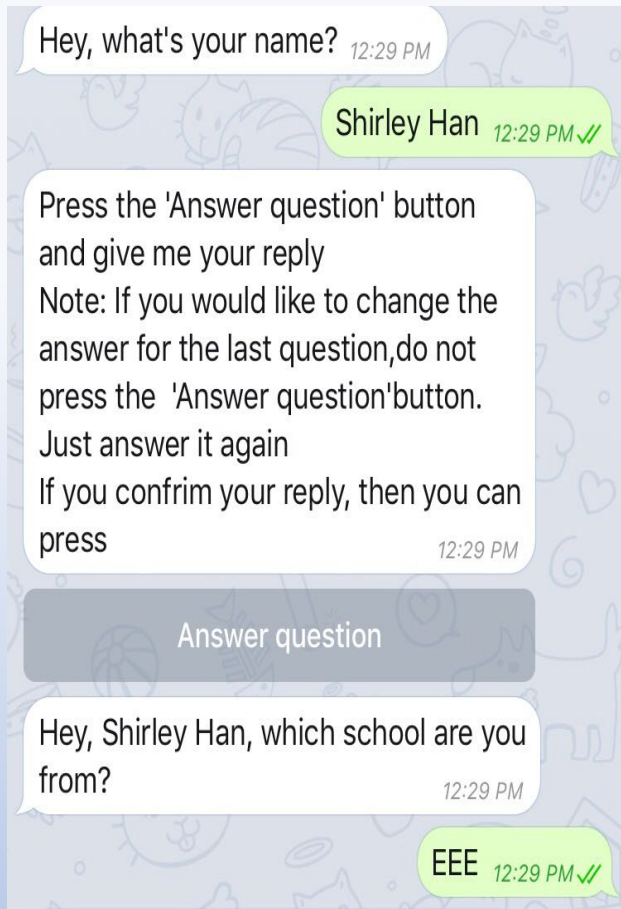 Hey, what's your name? 12:29 PM
Shirley Han 12:29 PM
Press the 'Answer question' button
and give me your reply
Note: If you would like to change the
answer for the last question,do not
press the  'Answer question'button.
Just answer it again
If you confrim your reply, then you can
press 12:29 PM
Answer question
Hey, Shirley Han, which school are you
from? 12:29 PM
EEE 12:29 PM